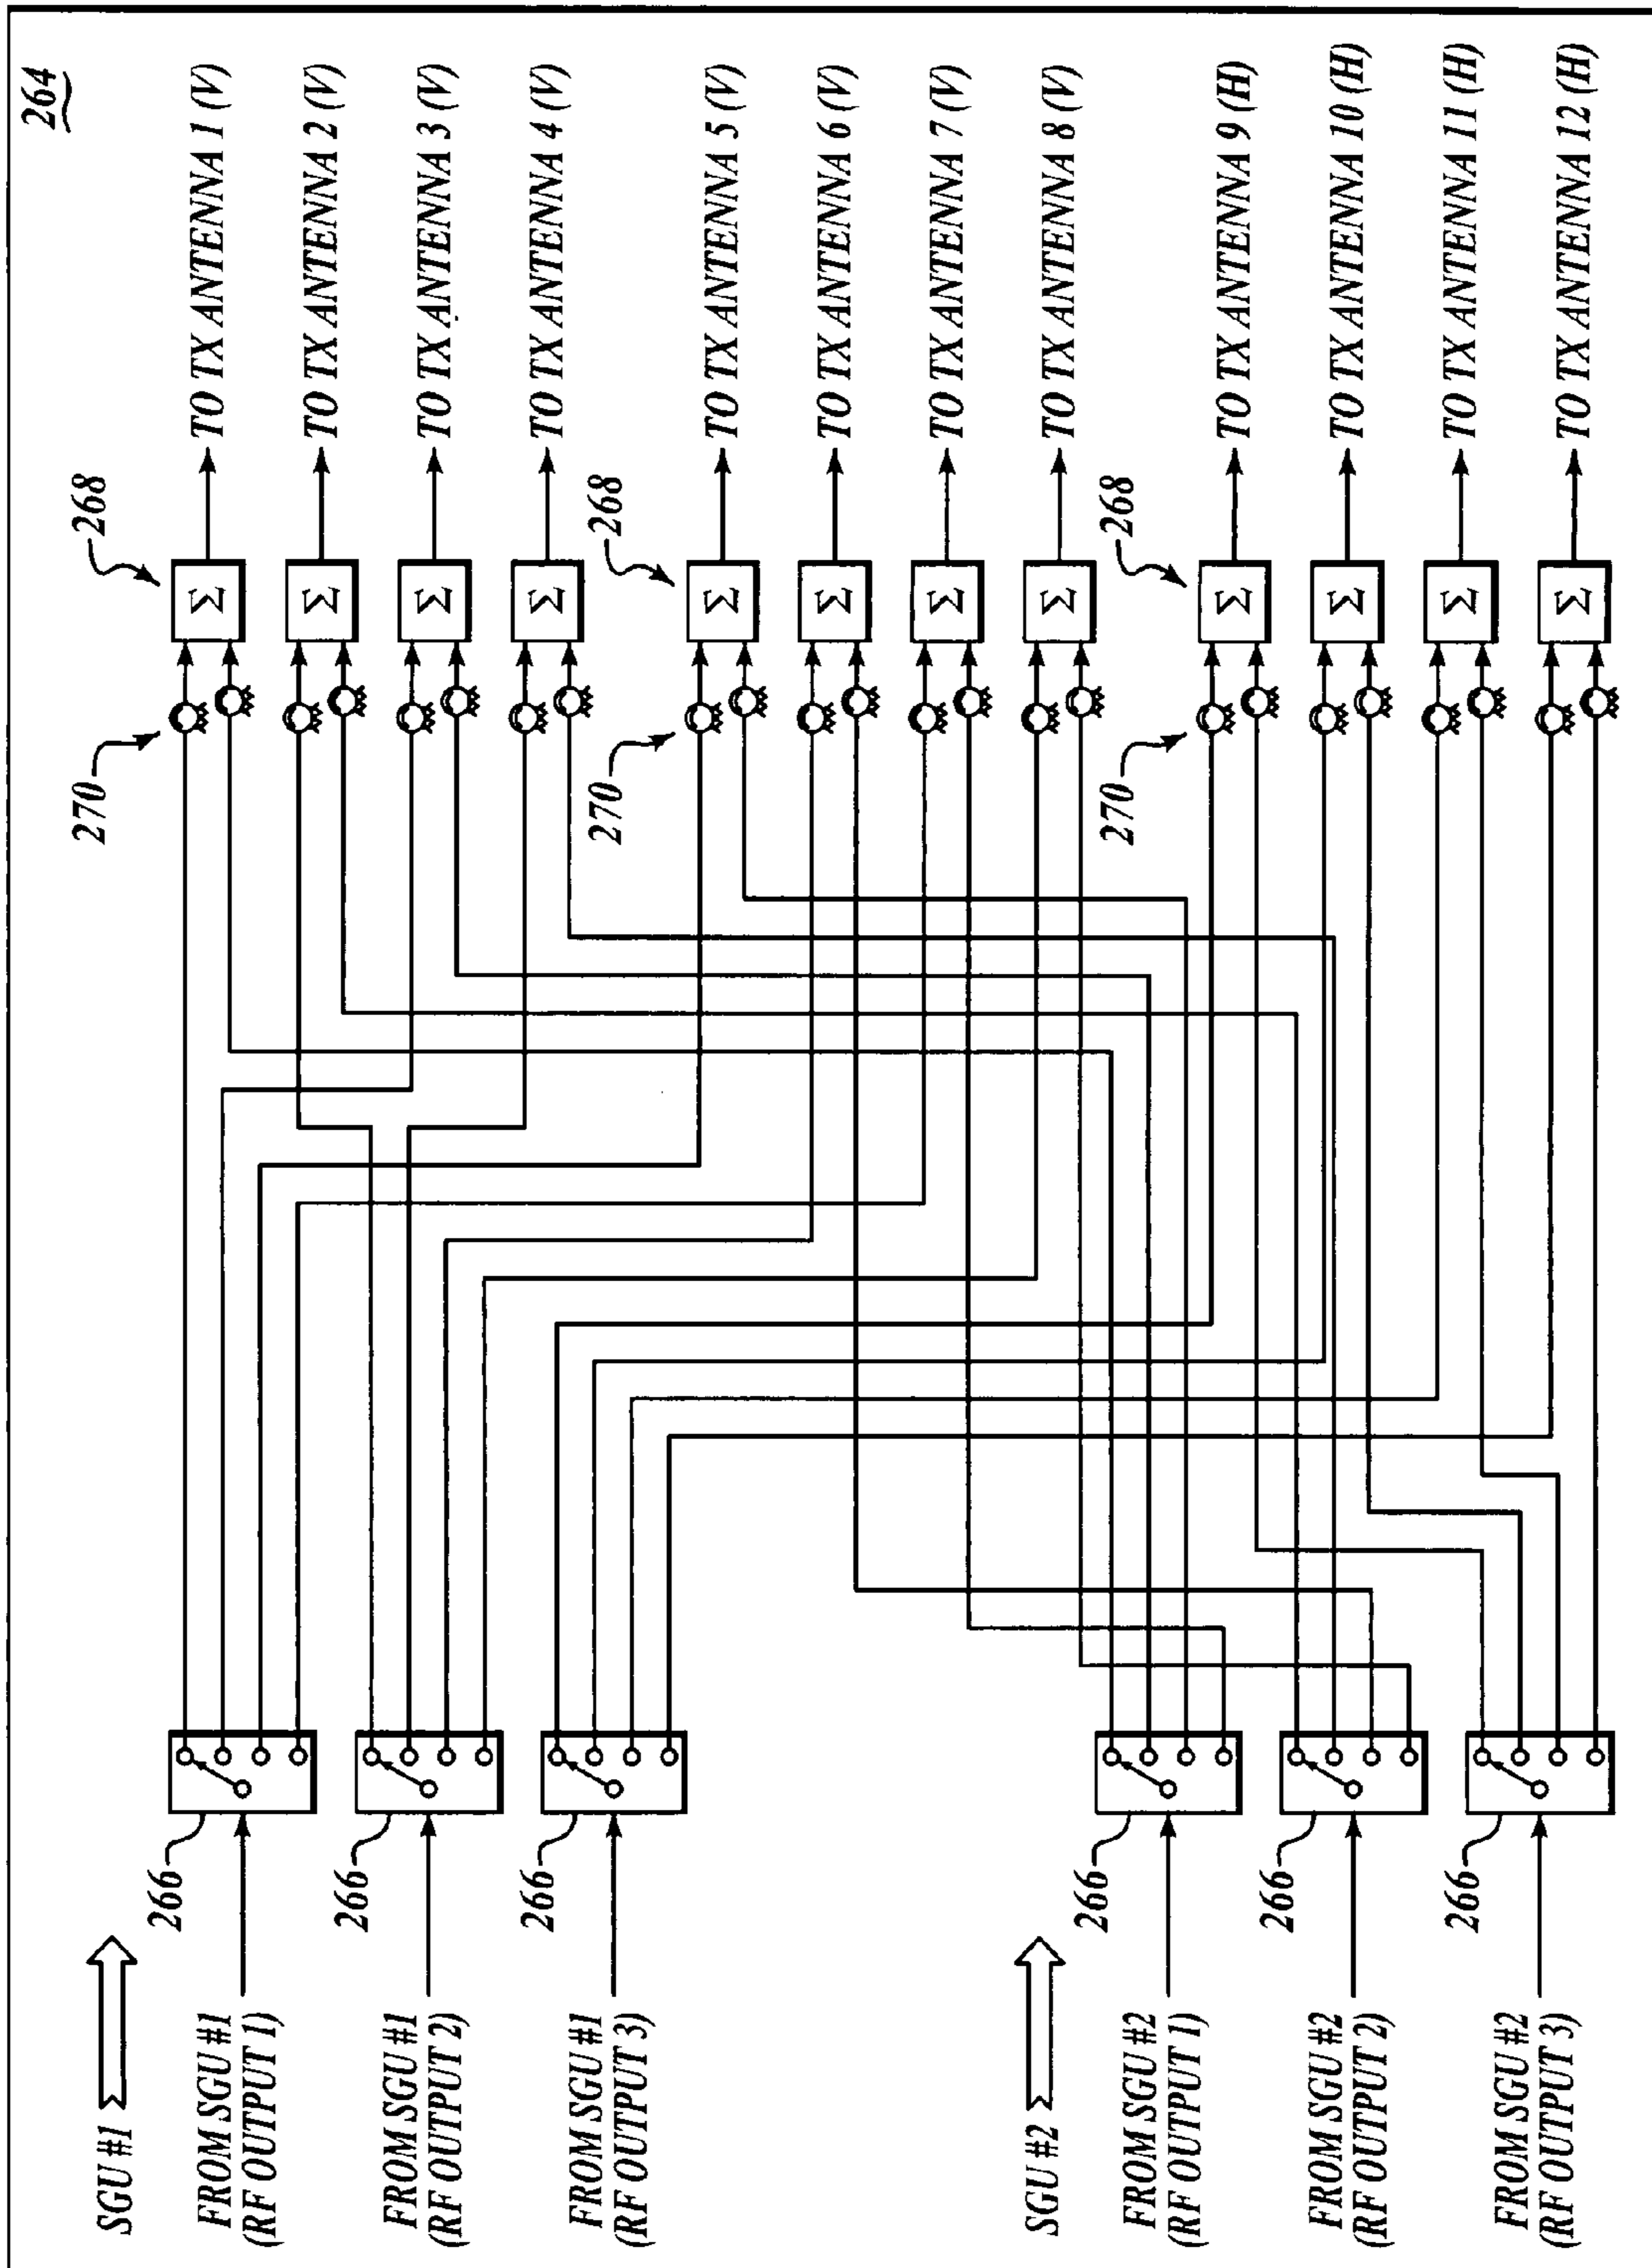 264
SGU #1
FROM SGU #1
(RF OUTPUT 1)
266
FROM SGU #1
(RF OUTPUT 2)
266
FROM SGU #1
(RF OUTPUT 3)
266
SGU #2
FROM SGU #2
(RF OUTPUT 1)
266
FROM SGU #2
(RF OUTPUT 2)
266
FROM SGU #2
(RF OUTPUT 3)
266
270
268
Σ
TO TX ANTENNA 1 (V)
Σ
TO TX ANTENNA 2 (V)
Σ
TO TX ANTENNA 3 (V)
Σ
TO TX ANTENNA 4 (V)
270
268
Σ
TO TX ANTENNA 5 (V)
Σ
TO TX ANTENNA 6 (V)
Σ
TO TX ANTENNA 7 (V)
Σ
TO TX ANTENNA 8 (V)
270
268
Σ
TO TX ANTENNA 9 (H)
Σ
TO TX ANTENNA 10 (H)
Σ
TO TX ANTENNA 11 (H)
Σ
TO TX ANTENNA 12 (H)